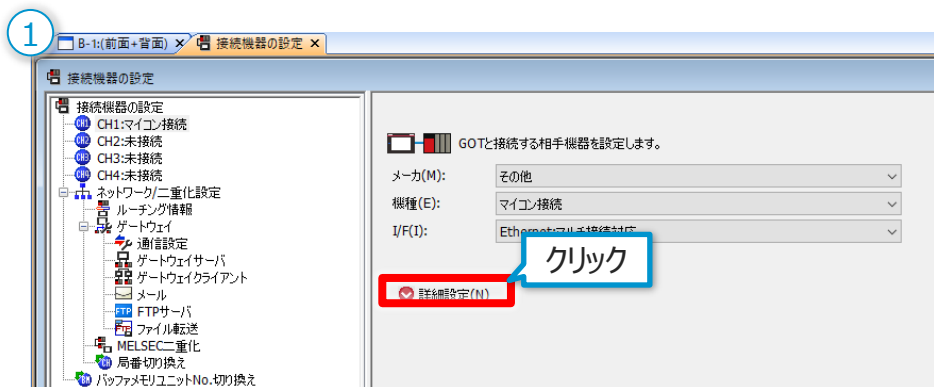 1
B-1:(前面+背面)
接続機器の設定
接続機器の設定
接続機器の設定
CH1:マイコン接続
CH2:未接続
CH3:未接続
CH4:未接続
ネットワーク/二重化設定
ルーチング情報
ゲートウェイ
通信設定
ゲートウェイサーバ
ゲートウェイクライアント
メール
FTPサーバ
ファイル転送
MELSEC二重化
局番切り換え
バッファメモリユニットNo.切り換え
GOTと接続する相手機器を設定します。
メーカ(M): その他
機種(E): マイコン接続
I/F(I): Ethernet:マルチ接続対応
クリック
詳細設定(N)